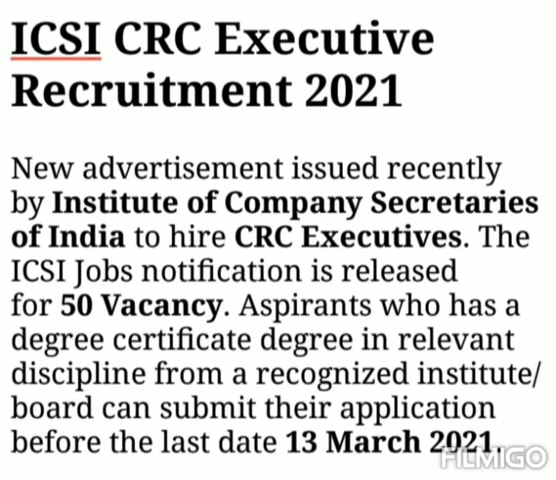 ICSI CRC Executive
Recruitment 2021
New advertisement issued recently
by Institute of Company Secretaries
of India to hire CRC Executives. The
ICSI Jobs notification is released
for 50 Vacancy. Aspirants who has a
degree certificate degree in relevant
discipline from a recognized institute/
board can submit their application
before the last date 13 March 2021.
FILMIGO